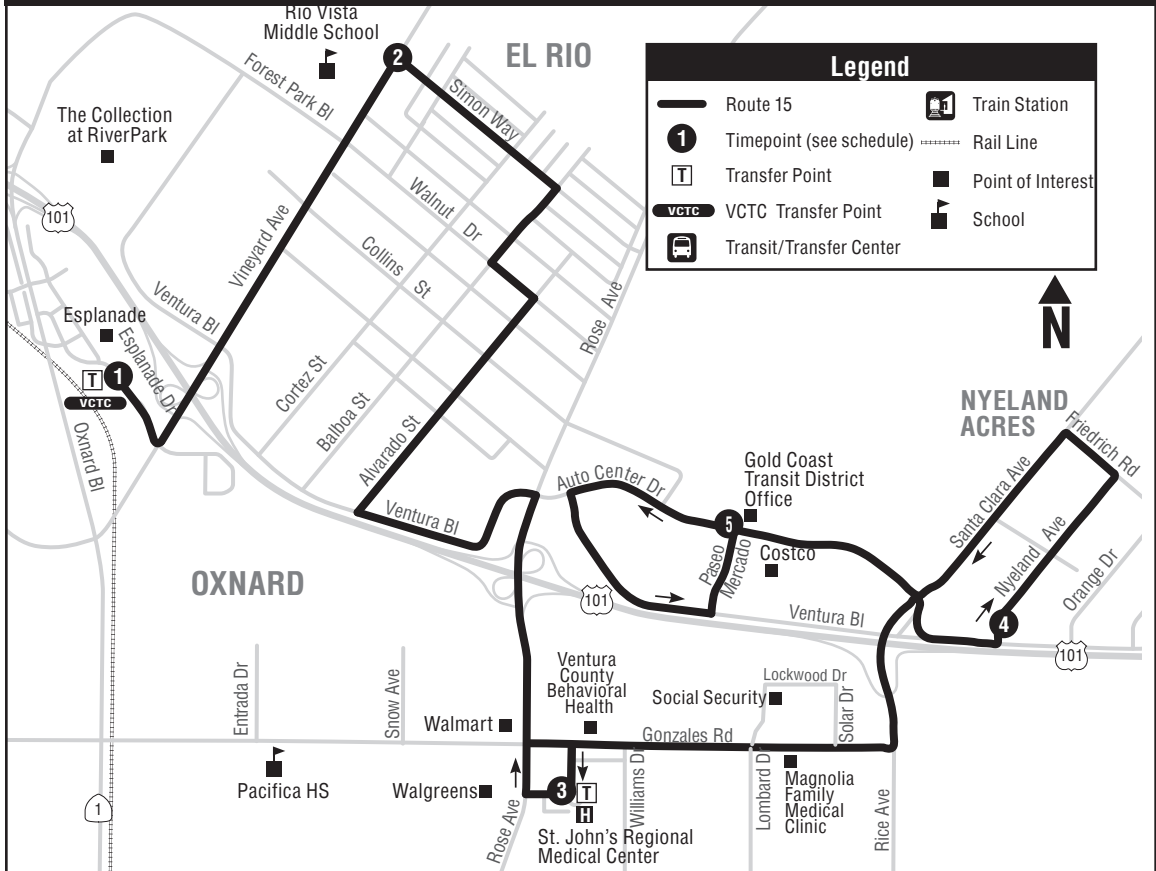 Rio Vista
Middle School
2
EL RIO
Forest Park Bl
Simon Way
The Collection
at RiverPark
101
Vineyard Ave
Walnut Dr
Collins St
Ventura Bl
Esplanade
Esplanade Dr
T
1
VCTC
Oxnard Bl
Cortez St
Balboa St
Alvarado St
Rose Ave
Ventura Bl
Legend
Route 15
1
Timepoint (see schedule)
T
Transfer Point
VCTC
VCTC Transfer Point
Transit/Transfer Center
Train Station
Rail Line
Point of Interest
School
N
NYELAND
ACRES
Friedrich Rd
Santa Clara Ave
Nyeland Ave
Orange Dr
4
101
Auto Center Dr
Gold Coast
Transit District
Office
5
Paseo
Mercado
Costco
101
Ventura Bl
OXNARD
Entrada Dr
Snow Ave
Walmart
Ventura
County
Behavioral
Health
Social Security
Lockwood Dr
Solar Dr
Gonzales Rd
Pacifica HS
Walgreens
3
T
H
Williams Dr
Lombard Dr
Magnolia
Family
Medical
Clinic
Rice Ave
1
Rose Ave
St. John's Regional
Medical Center